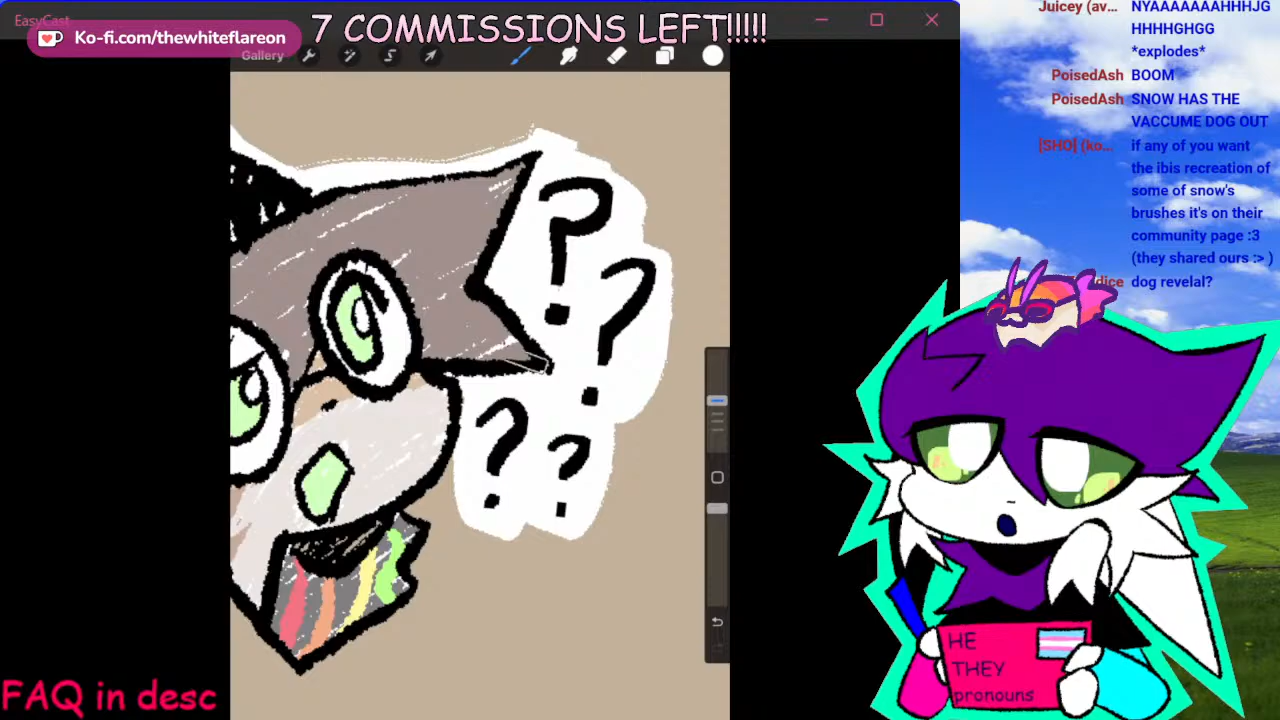 EasyCast
Ko-fi.com/thewhiteflareon
7 COMMISSIONS LEFT!!!!!
Gallery
? ? ? ?
FAQ in desc
Juicey (av… NYAAAAAAAHHHJG
HHHHGHGG
*explodes*
PoisedAsh BOOM
PoisedAsh SNOW HAS THE
VACCUME DOG OUT
[SHO] (ko… if any of you want
the ibis recreation of
some of snow's
brushes it's on their
community page :3
(they shared ours :> )
dog revelal?
HE
THEY
pronouns